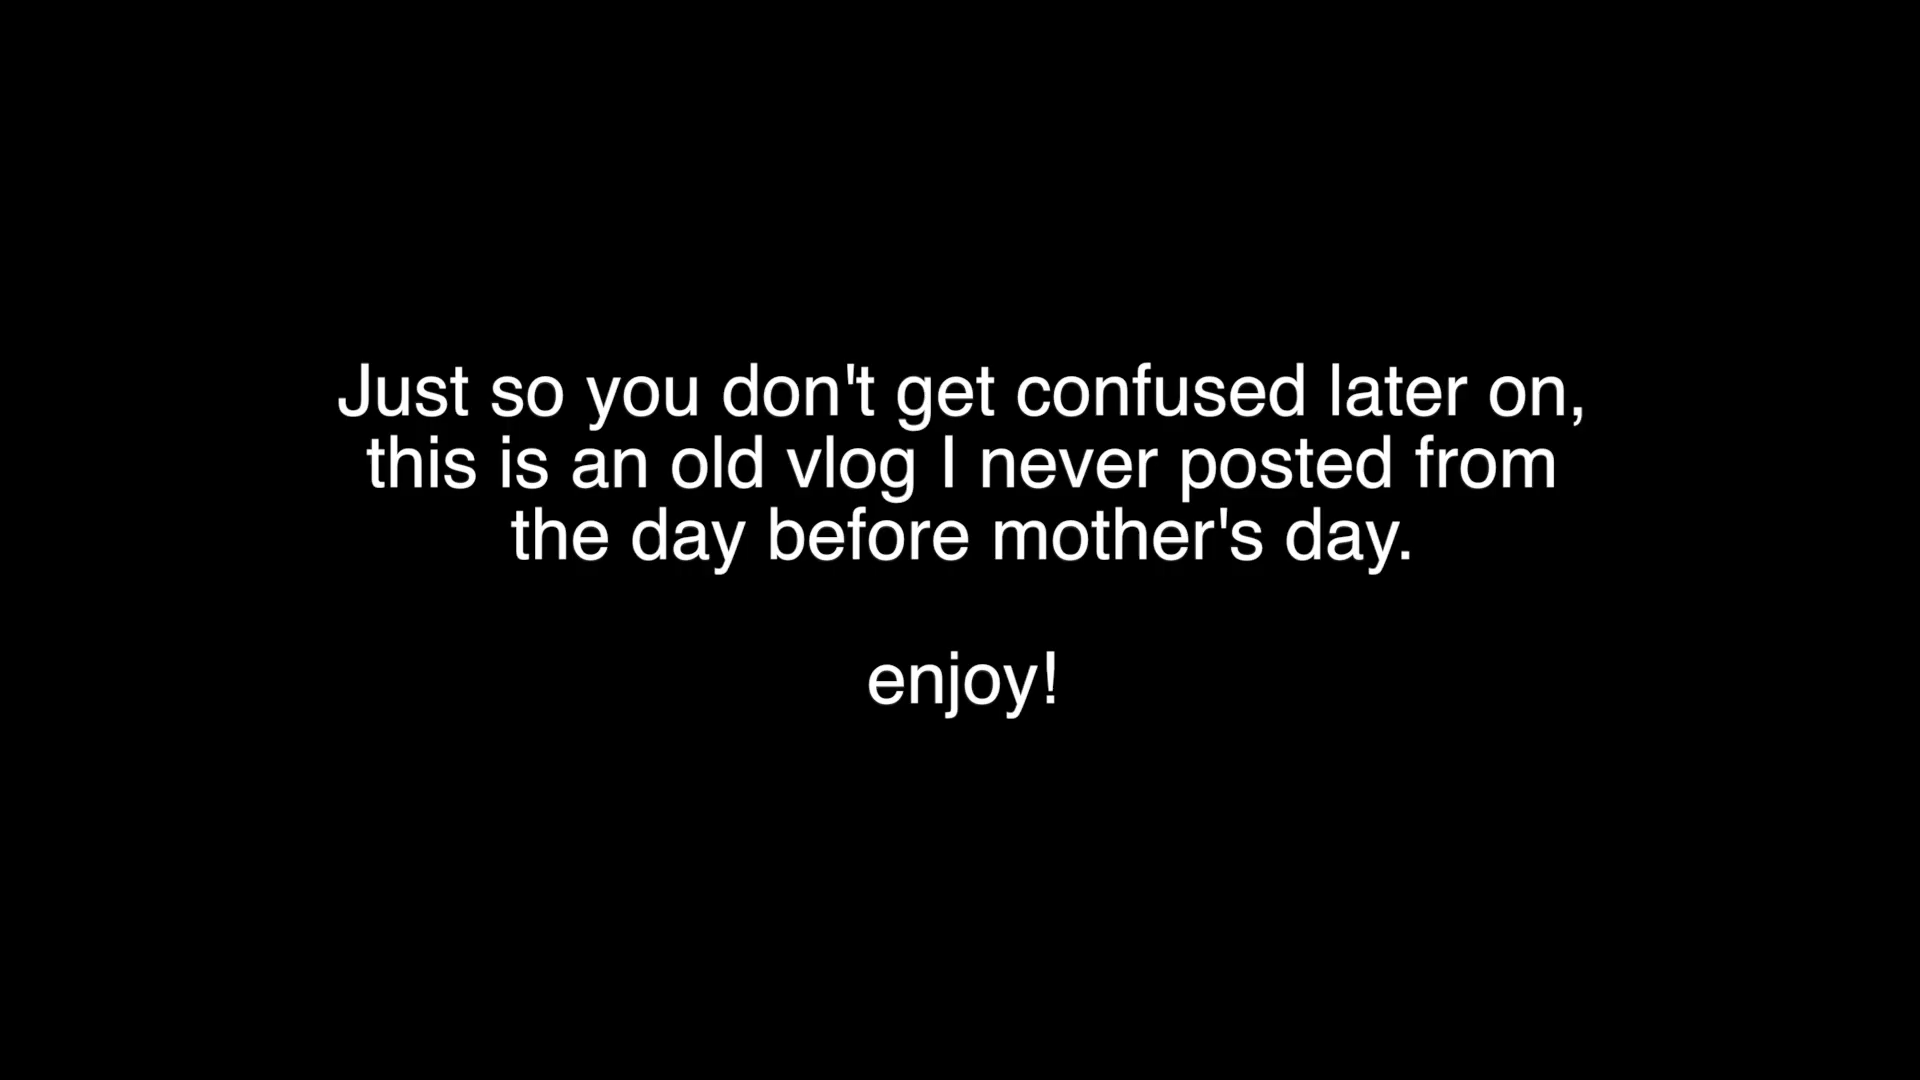 Just so you don't get confused later on,
this is an old vlog I never posted from
the day before mother's day.
enjoy!